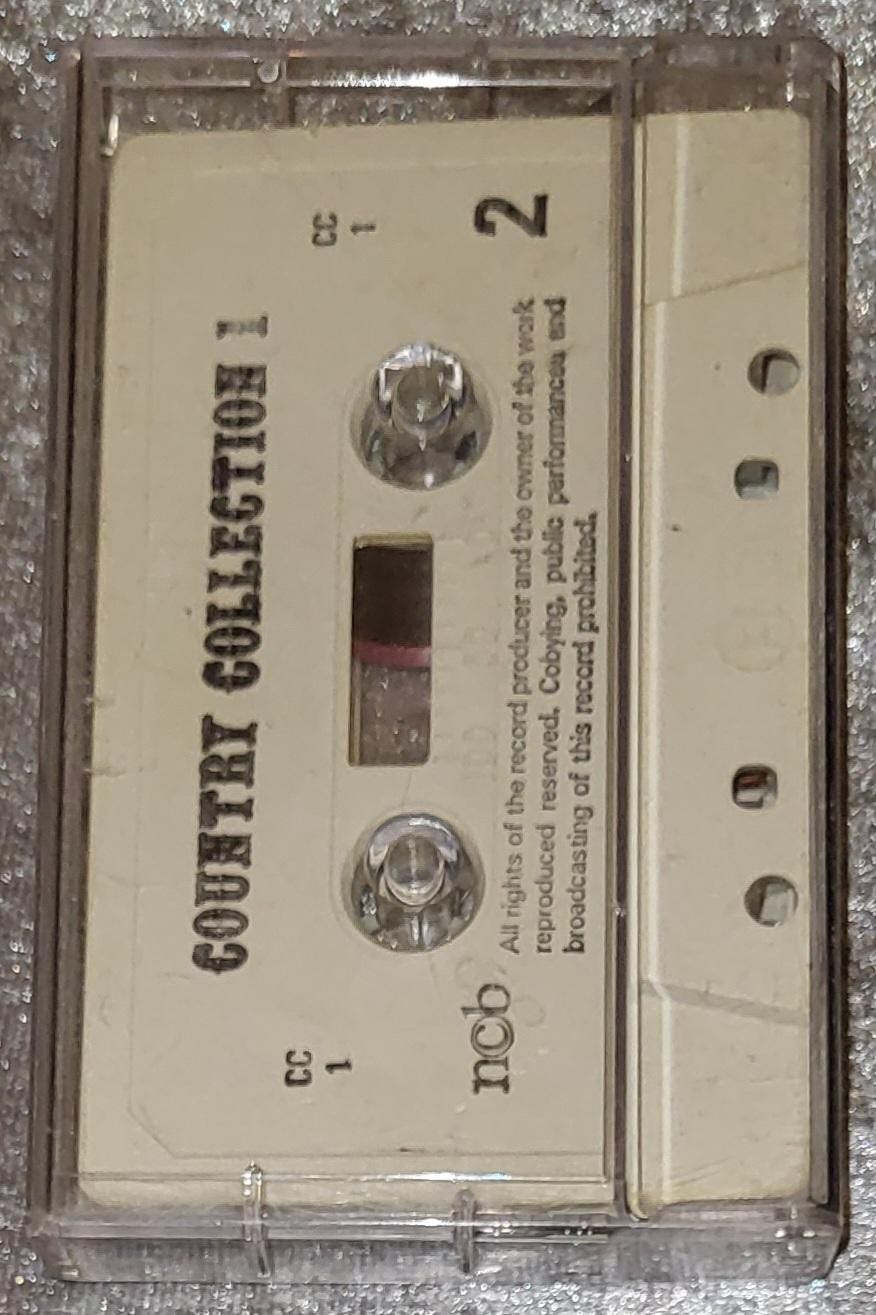 COUNTRY COLLECTION 1
CC
1
CC
1
2
ncb
All rights of the record producer and the owner of the work
reproduced reserved. Cobying, public performances and
broadcasting of this record prohibited.